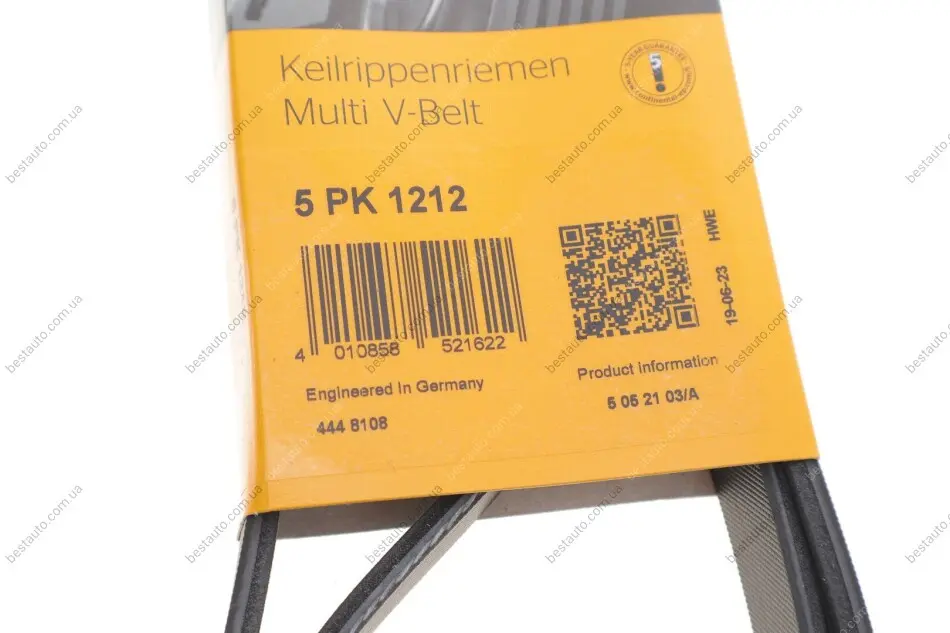 Keilrippenriemen
Multi V-Belt
5 PK 1212
4 010858 521622
Engineered in Germany
444 8108
Product information
5 05 21 03/A
19-06-23 HWE
5
bestauto.com.ua